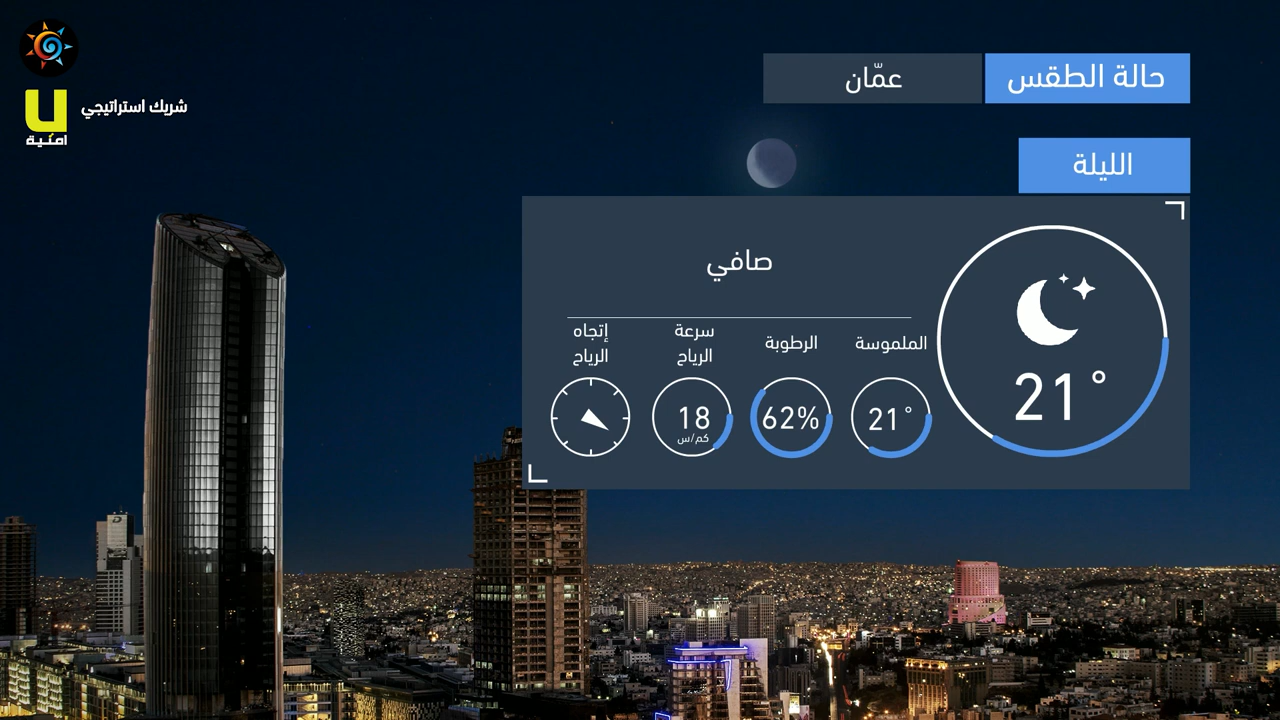 حالة الطقس
عمّان
شريك استراتيجي
u
امنية
الليلة
صافي
21°
الملموسة
الرطوبة
سرعة
الرياح
إتجاه
الرياح
21°
62%
18
كم/س